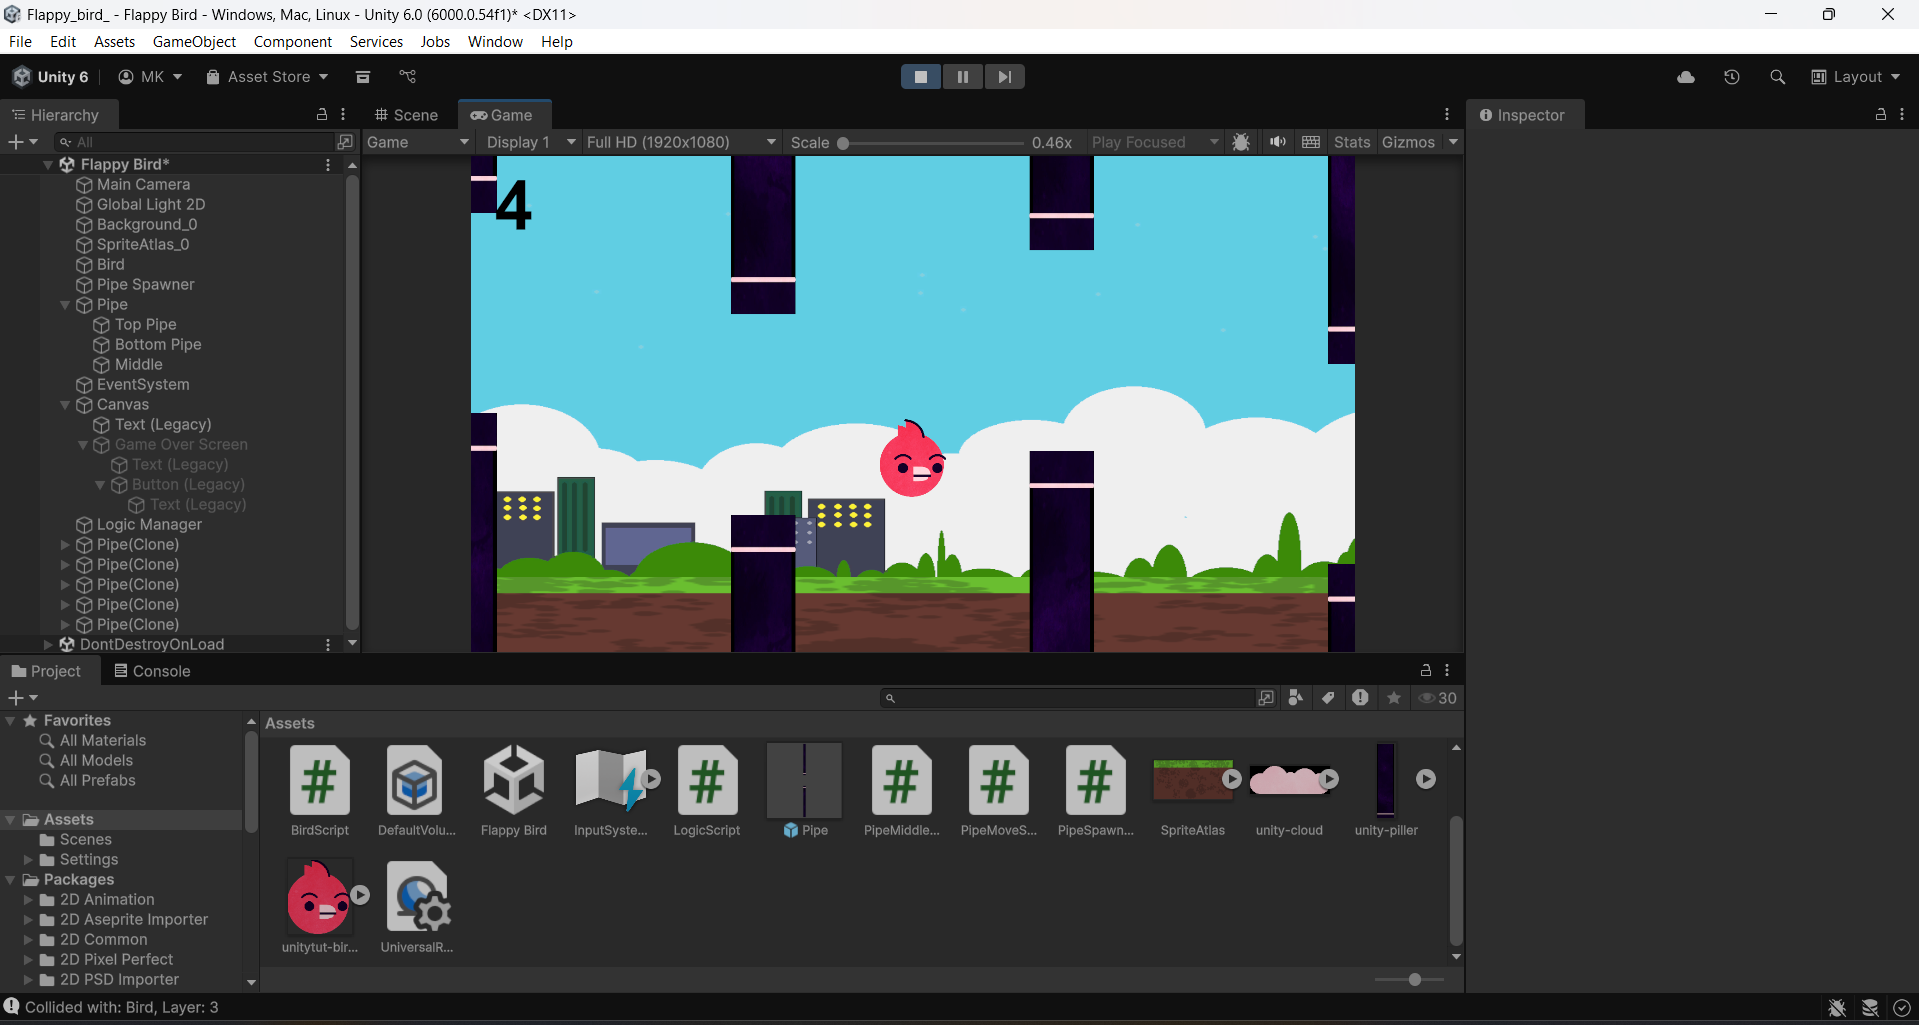 Flappy_bird_ - Flappy Bird - Windows, Mac, Linux - Unity 6.0 (6000.0.54f1)* <DX11>
File Edit Assets GameObject Component Services Jobs Window Help
Unity 6 MK Asset Store Layout
Hierarchy
All
Flappy Bird*
Main Camera
Global Light 2D
Background_0
SpriteAtlas_0
Bird
Pipe Spawner
Pipe
Top Pipe
Bottom Pipe
Middle
EventSystem
Canvas
Text (Legacy)
Game Over Screen
Text (Legacy)
Button (Legacy)
Text (Legacy)
Logic Manager
Pipe(Clone)
Pipe(Clone)
Pipe(Clone)
Pipe(Clone)
Pipe(Clone)
DontDestroyOnLoad
Scene Game
Game Display 1 Full HD (1920x1080) Scale 0.46x Play Focused Stats Gizmos
4
Inspector
Project Console
30
Favorites
All Materials
All Models
All Prefabs
Assets
Scenes
Settings
Packages
2D Animation
2D Aseprite Importer
2D Common
2D Pixel Perfect
2D PSD Importer
Assets
BirdScript DefaultVolu... Flappy Bird InputSyste... LogicScript Pipe PipeMiddle... PipeMoveS... PipeSpawn... SpriteAtlas unity-cloud unity-piller
unitytut-bir... UniversalR...
Collided with: Bird, Layer: 3